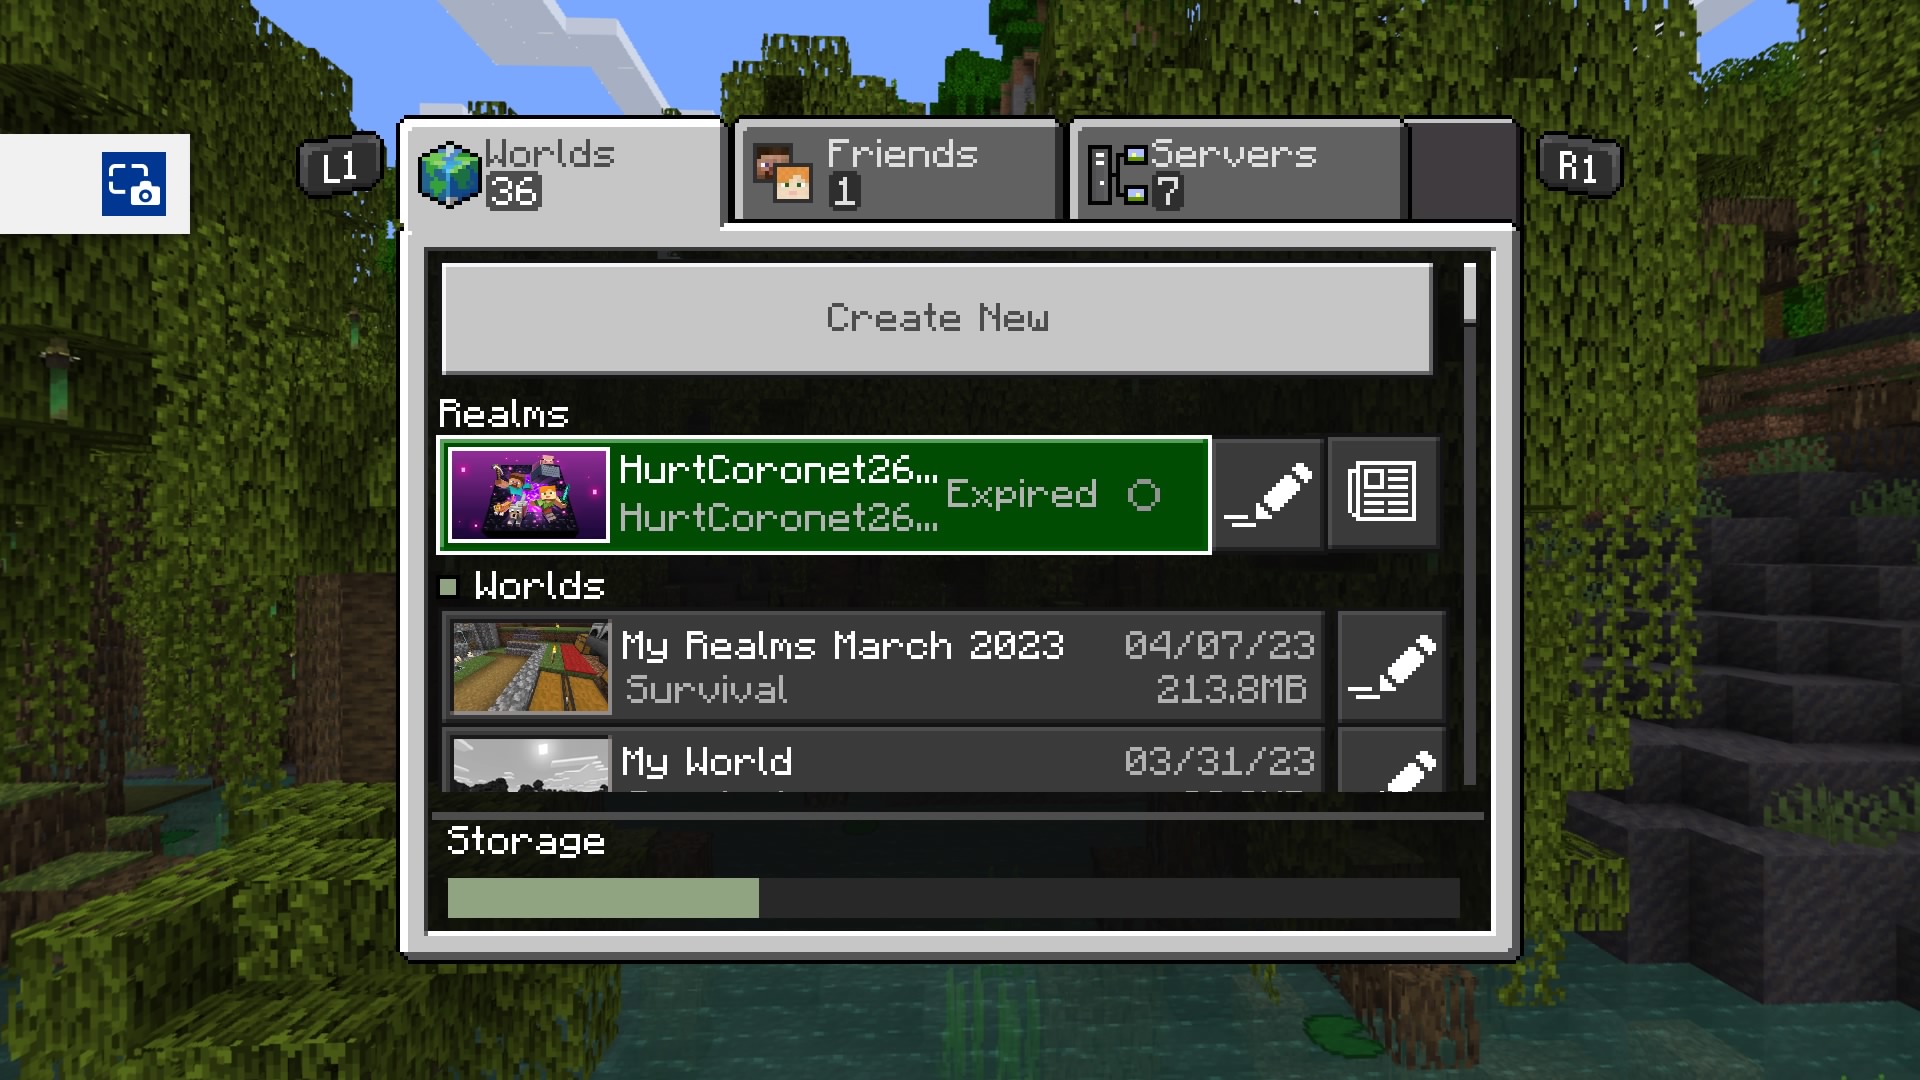 L1
Worlds
36
Friends
1
Servers
7
R1
Create New
Realms
HurtCoronet26...
HurtCoronet26...
Expired
Worlds
My Realms March 2023
04/07/23
Survival
213.8MB
My World
03/31/23
Storage